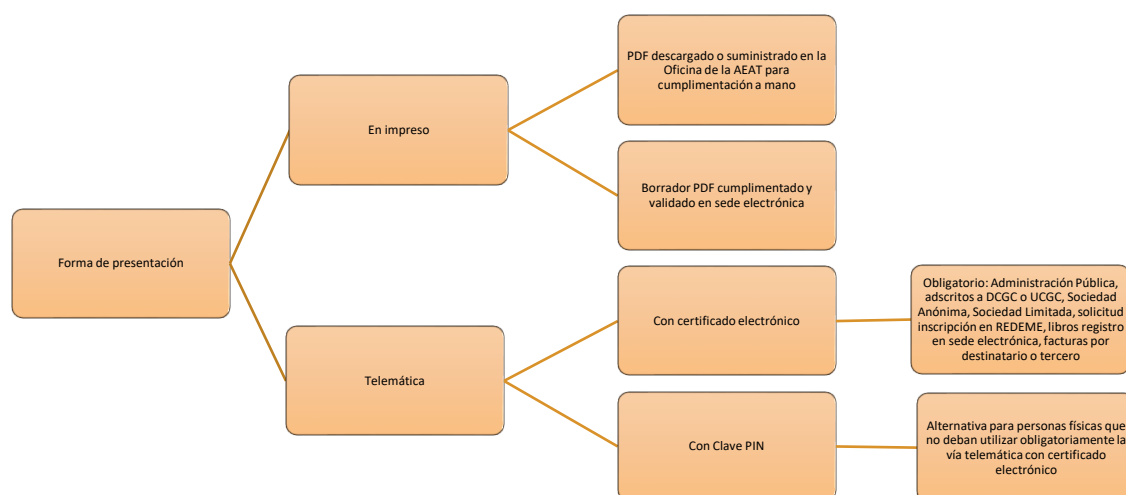 Forma de presentación
En impreso
PDF descargado o suministrado en la
Oficina de la AEAT para
cumplimentación a mano
Borrador PDF cumplimentado y
validado en sede electrónica
Telemática
Con certificado electrónico
Obligatorio: Administración Pública,
adscritos a DCGC o UCGC, Sociedad
Anónima, Sociedad Limitada, solicitud
inscripción en REDEME, libros registro
en sede electrónica, facturas por
destinatario o tercero
Con Clave PIN
Alternativa para personas físicas que
no deban utilizar obligatoriamente la
vía telemática con certificado
electrónico